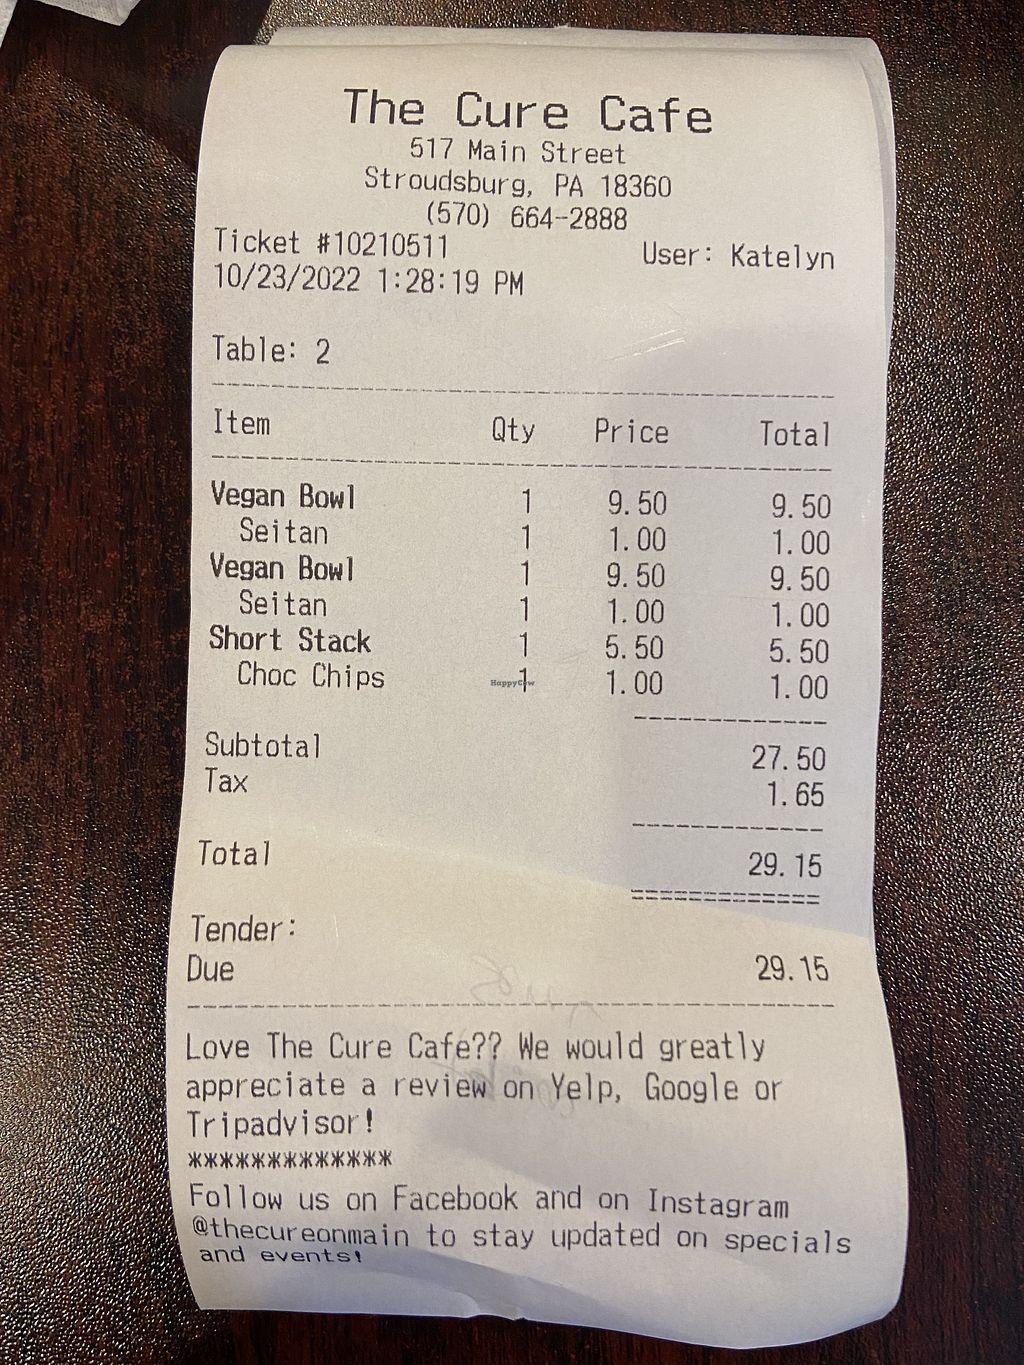 The Cure Cafe
517 Main Street
Stroudsburg, PA 18360
(570) 664-2888
Ticket #10210511 User: Katelyn
10/23/2022 1:28:19 PM
Table: 2
Item Qty Price Total
Vegan Bowl 1 9.50 9.50
Seitan 1 1.00 1.00
Vegan Bowl 1 9.50 9.50
Seitan 1 1.00 1.00
Short Stack 1 5.50 5.50
Choc Chips 1 1.00 1.00
HappyCow
Subtotal 27.50
Tax 1.65
Total 29.15
Tender:
Due 29.15
Love The Cure Cafe?? We would greatly
appreciate a review on Yelp, Google or
Tripadvisor!
*************
Follow us on Facebook and on Instagram
@thecureonmain to stay updated on specials
and events!